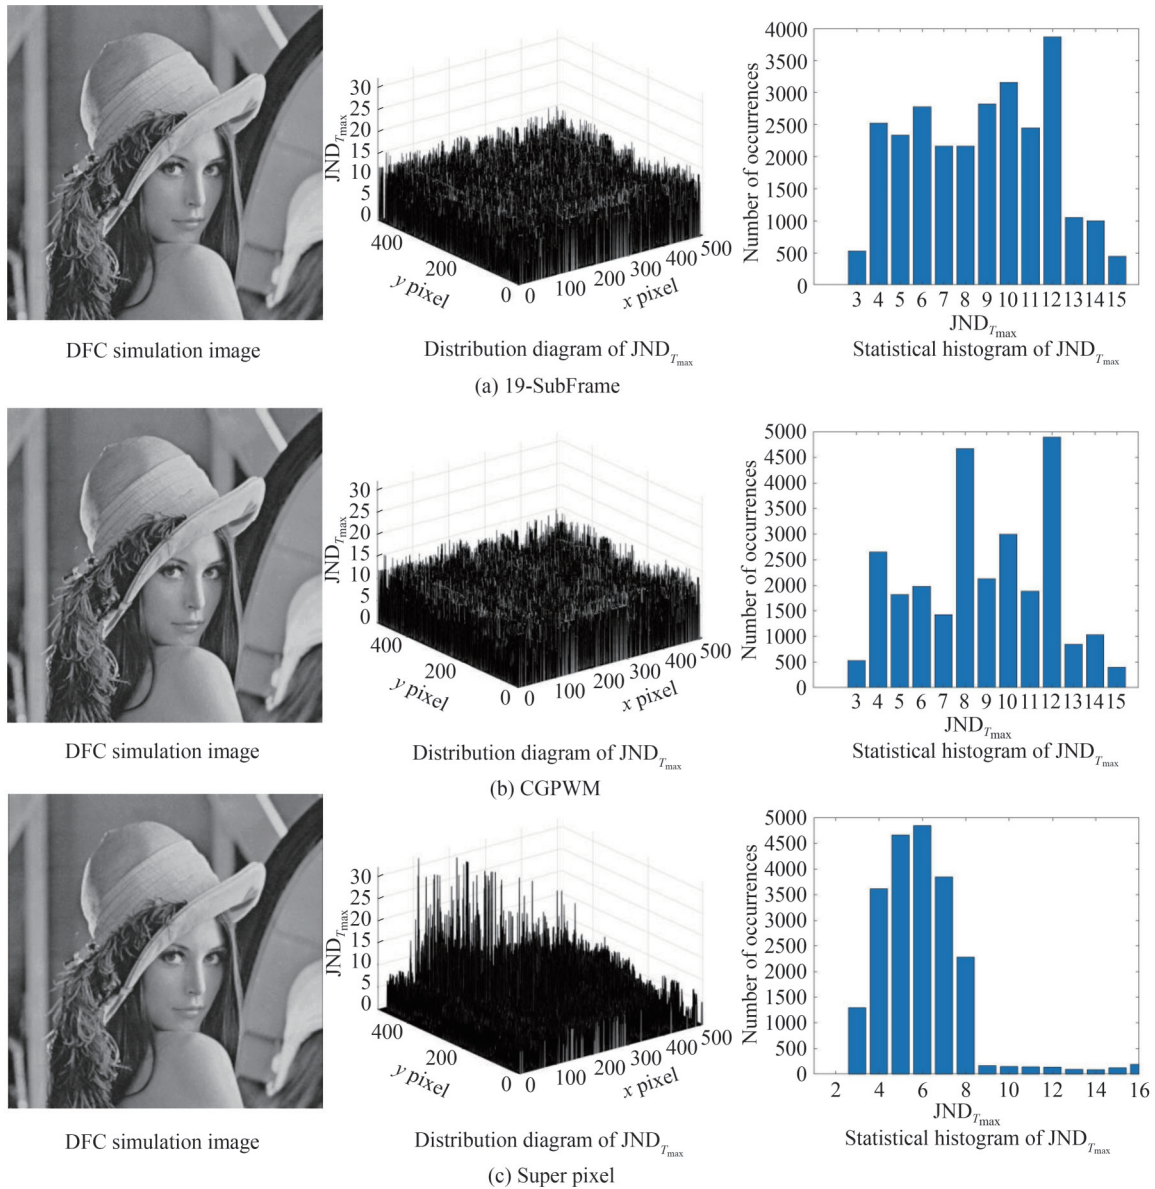 JND_Tmax
30
25
20
15
10
5
0
400
200
0
y pixel
0
100
200
300
400
500
x pixel
Number of occurrences
4000
3500
3000
2500
2000
1500
1000
500
0
3 4 5 6 7 8 9 10 11 12 13 14 15
JND_Tmax
DFC simulation image
Distribution diagram of JND_Tmax
Statistical histogram of JND_Tmax
(a) 19-SubFrame
JND_Tmax
30
25
20
15
10
5
0
400
200
0
y pixel
0
100
200
300
400
500
x pixel
Number of occurrences
5000
4500
4000
3500
3000
2500
2000
1500
1000
500
0
3 4 5 6 7 8 9 10 11 12 13 14 15
JND_Tmax
DFC simulation image
Distribution diagram of JND_Tmax
Statistical histogram of JND_Tmax
(b) CGPWM
JND_Tmax
30
25
20
15
10
5
0
400
200
0
y pixel
0
100
200
300
400
500
x pixel
Number of occurrences
5000
4500
4000
3500
3000
2500
2000
1500
1000
500
0
2 4 6 8 10 12 14 16
JND_Tmax
DFC simulation image
Distribution diagram of JND_Tmax
Statistical histogram of JND_Tmax
(c) Super pixel